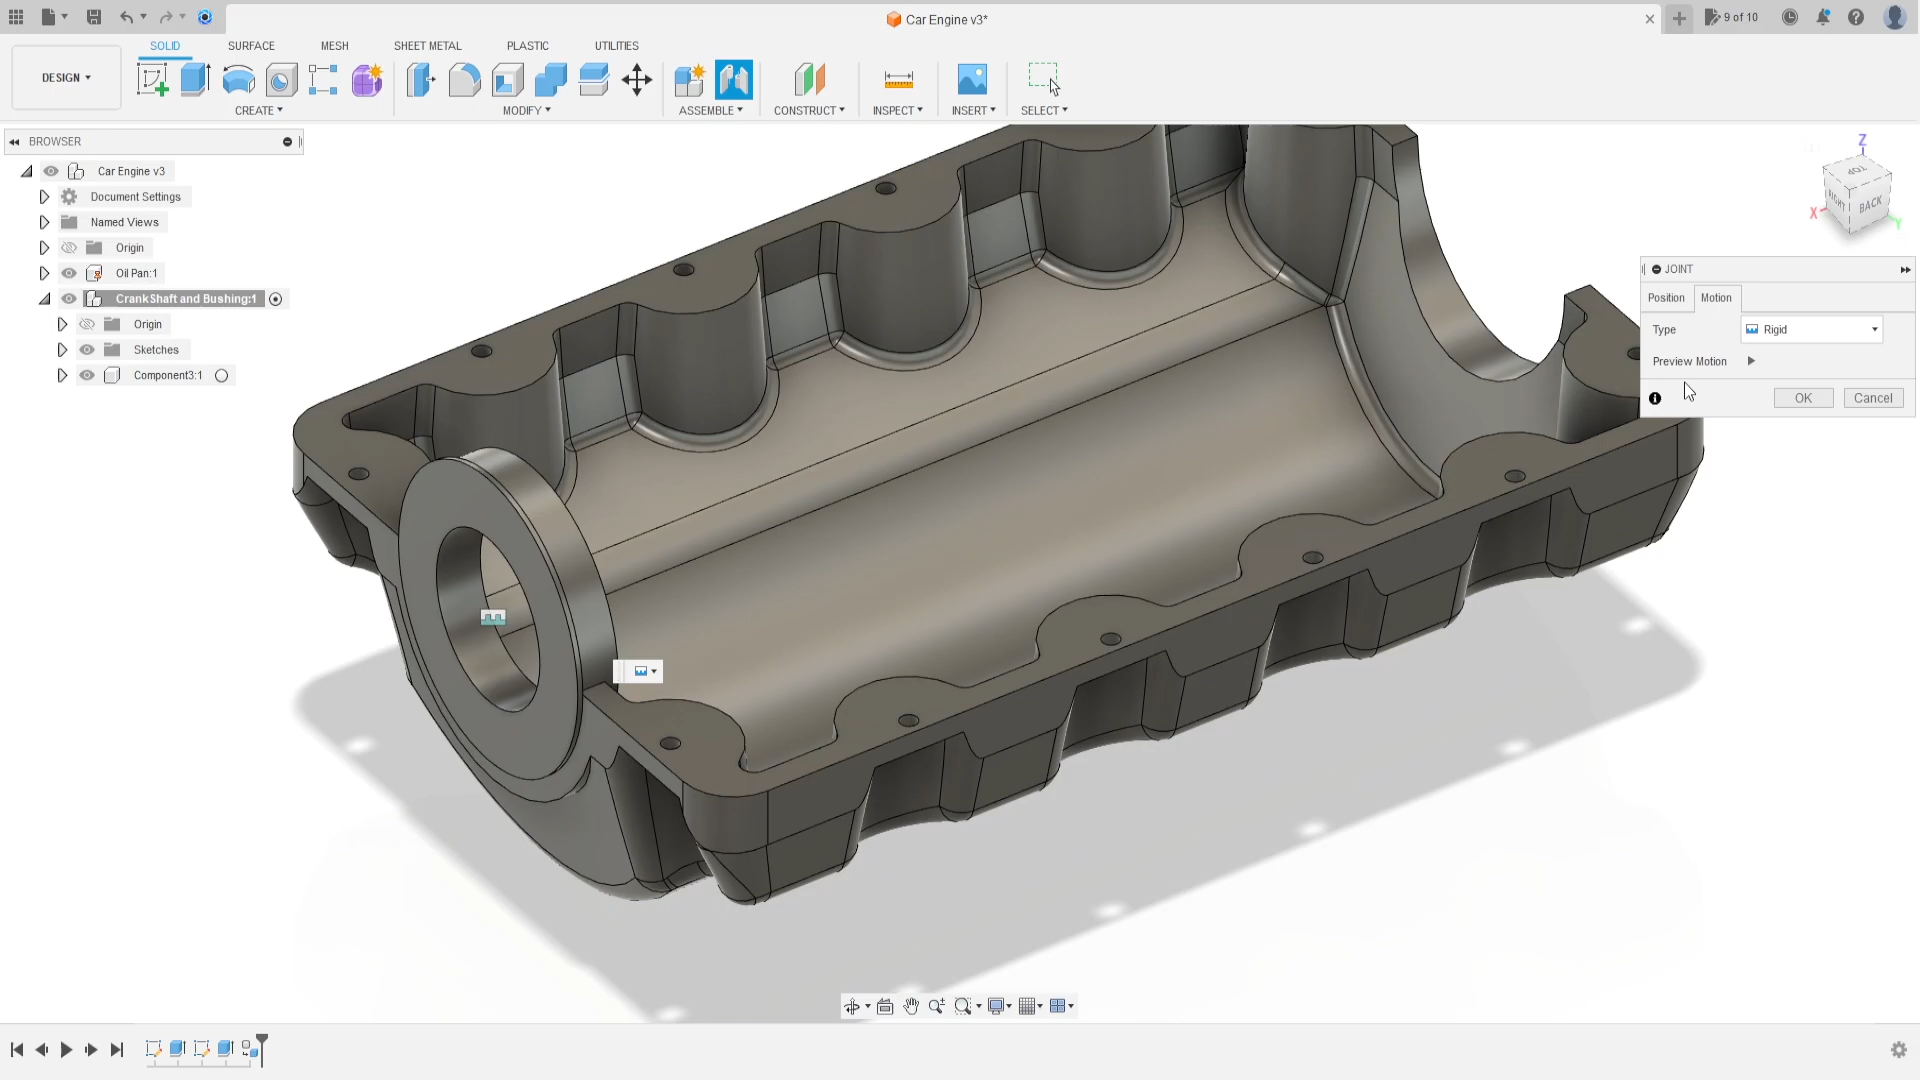 Car Engine v3*
9 of 10
SOLID SURFACE MESH SHEET METAL PLASTIC UTILITIES
DESIGN
CREATE MODIFY ASSEMBLE CONSTRUCT INSPECT INSERT SELECT
BROWSER
Car Engine v3
Document Settings
Named Views
Origin
Oil Pan:1
CrankShaft and Bushing:1
Origin
Sketches
Component3:1
Z
TOP
RIGHT
BACK
X
Y
JOINT
Position Motion
Type Rigid
Preview Motion
OK Cancel